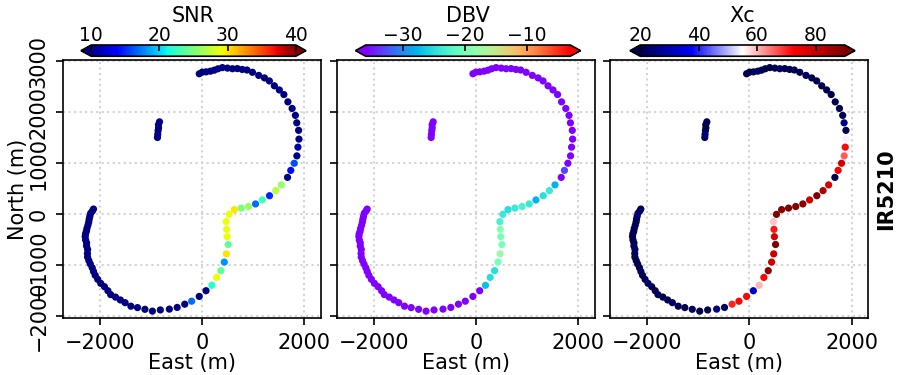 SNR DBV Xc
10 20 30 40 −30 −20 −10 20 40 60 80
North (m)
3000
2000
1000
0
−1000
−2000
IR5210
−2000 0 2000 −2000 0 2000 −2000 0 2000
East (m) East (m) East (m)